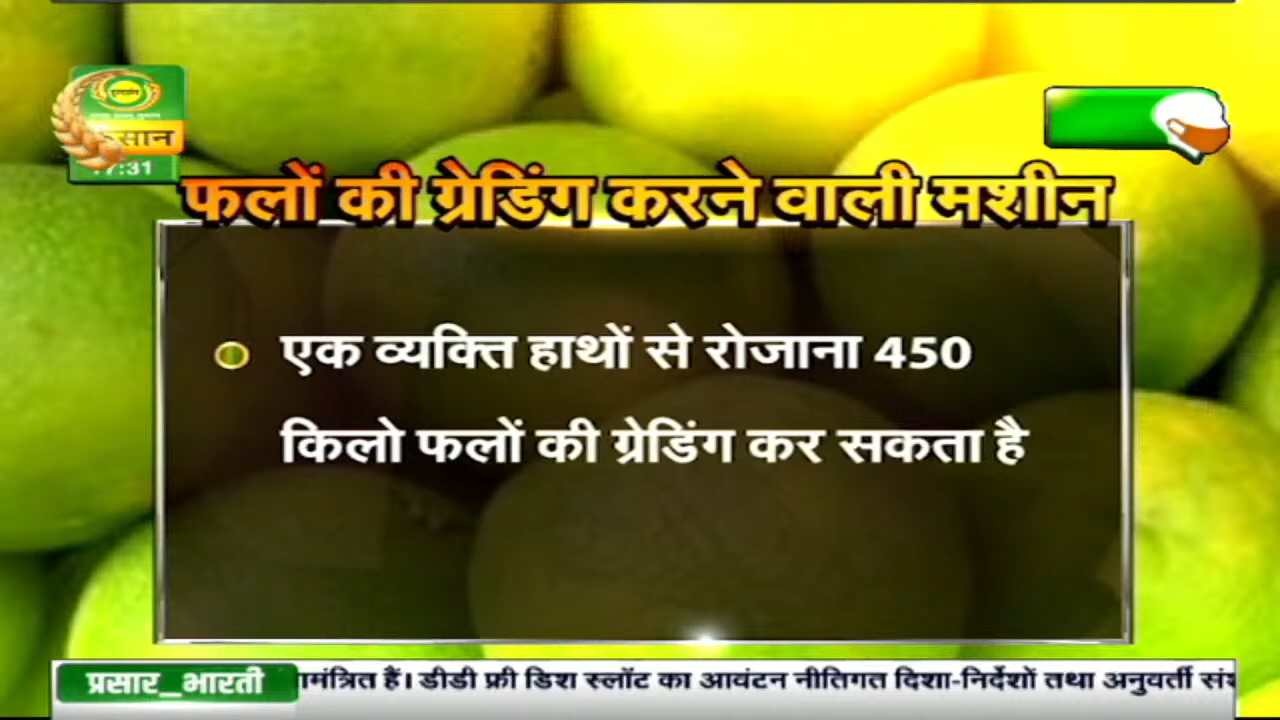 सान
17:31
फलों की ग्रेडिंग करने वाली मशीन
एक व्यक्ति हाथों से रोजाना 450
किलो फलों की ग्रेडिंग कर सकता है
प्रसार_भारती
ामंत्रित हैं। डीडी फ्री डिश स्लॉट का आवंटन नीतिगत दिशा-निर्देशों तथा अनुवर्ती सं